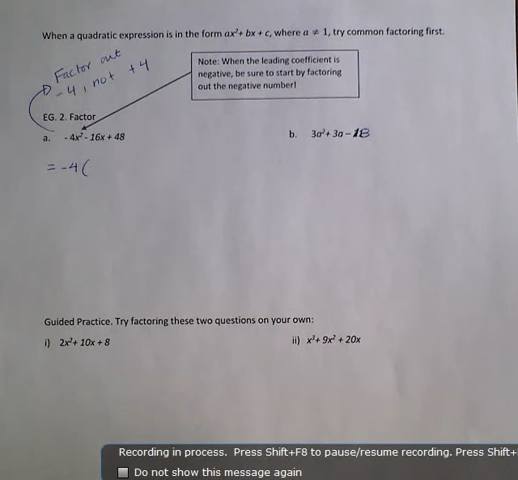 When a quadratic expression is in the form ax²+ bx + c, where a ≠ 1, try common factoring first.
Factor out
-4, not +4
Note: When the leading coefficient is
negative, be sure to start by factoring
out the negative number!
EG. 2. Factor
a. - 4x² - 16x + 48
b. 3a²+ 3a - 18
= -4(
Guided Practice. Try factoring these two questions on your own:
i) 2x²+ 10x + 8
ii) x³+ 9x² + 20x
Recording in process. Press Shift+F8 to pause/resume recording. Press Shift+
Do not show this message again